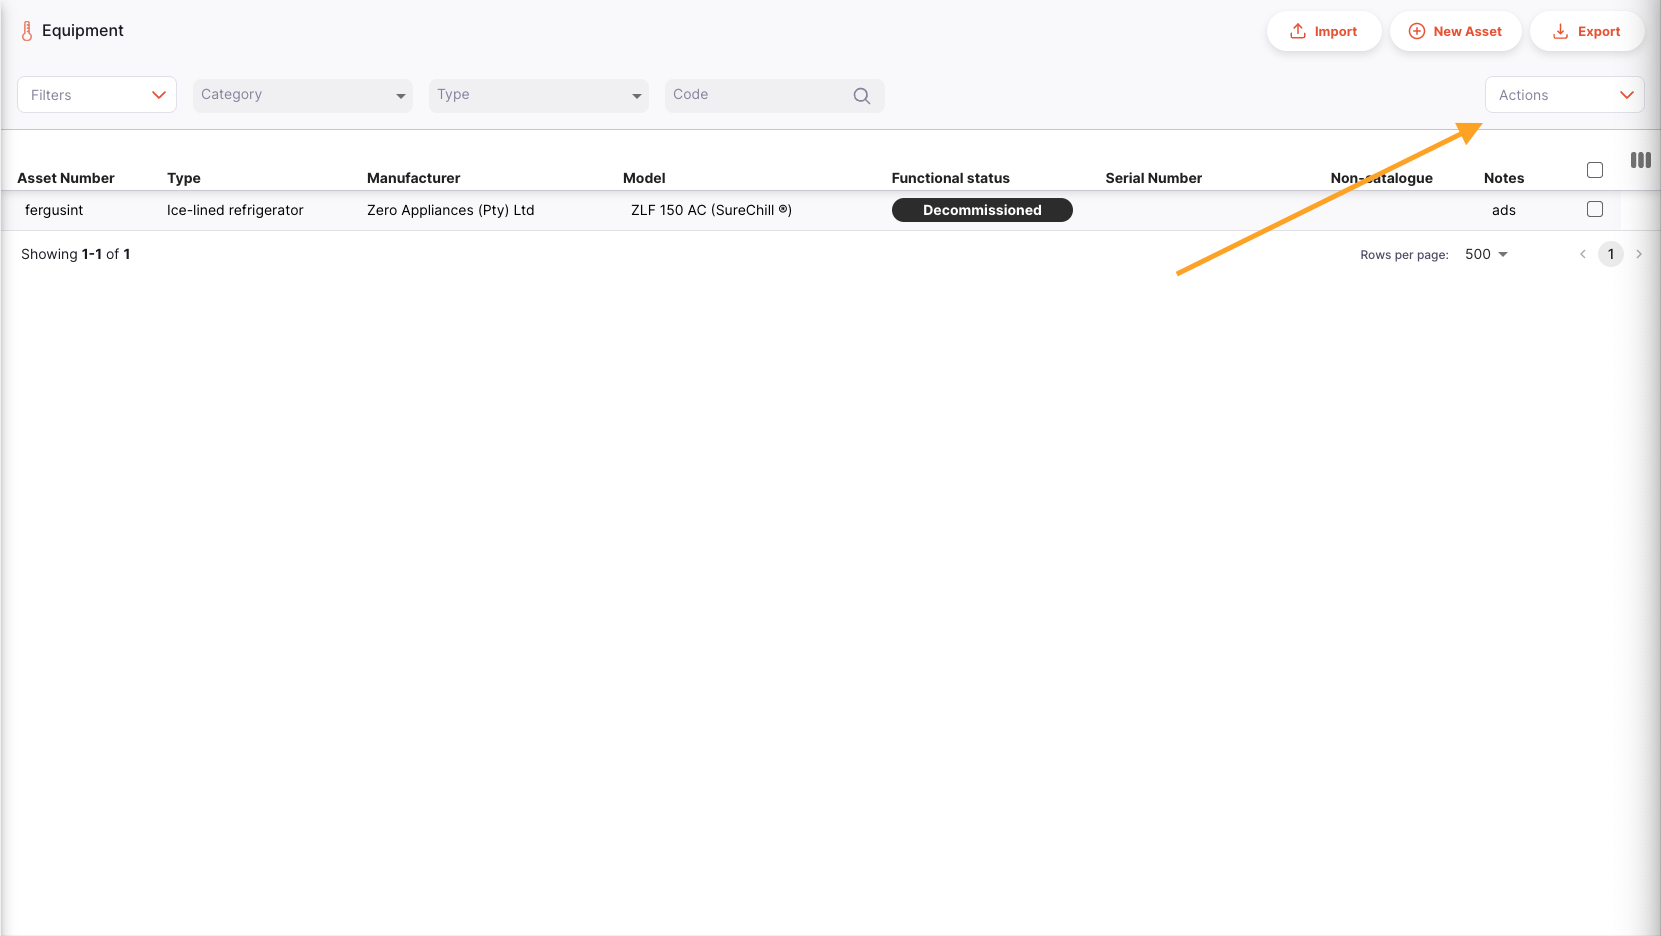 Equipment
Import
New Asset
Export
Filters
Category
Type
Code
Actions
Asset Number Type Manufacturer Model Functional status Serial Number Non-catalogue Notes
fergusint Ice-lined refrigerator Zero Appliances (Pty) Ltd ZLF 150 AC (SureChill ®) Decommissioned ads
Showing 1-1 of 1 Rows per page: 500 1